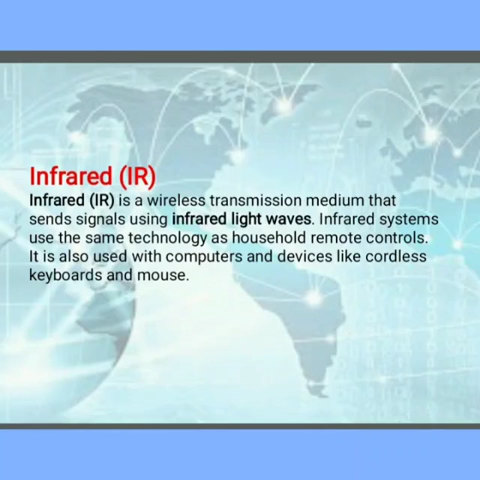 Infrared (IR)
Infrared (IR) is a wireless transmission medium that
sends signals using infrared light waves. Infrared systems
use the same technology as household remote controls.
It is also used with computers and devices like cordless
keyboards and mouse.